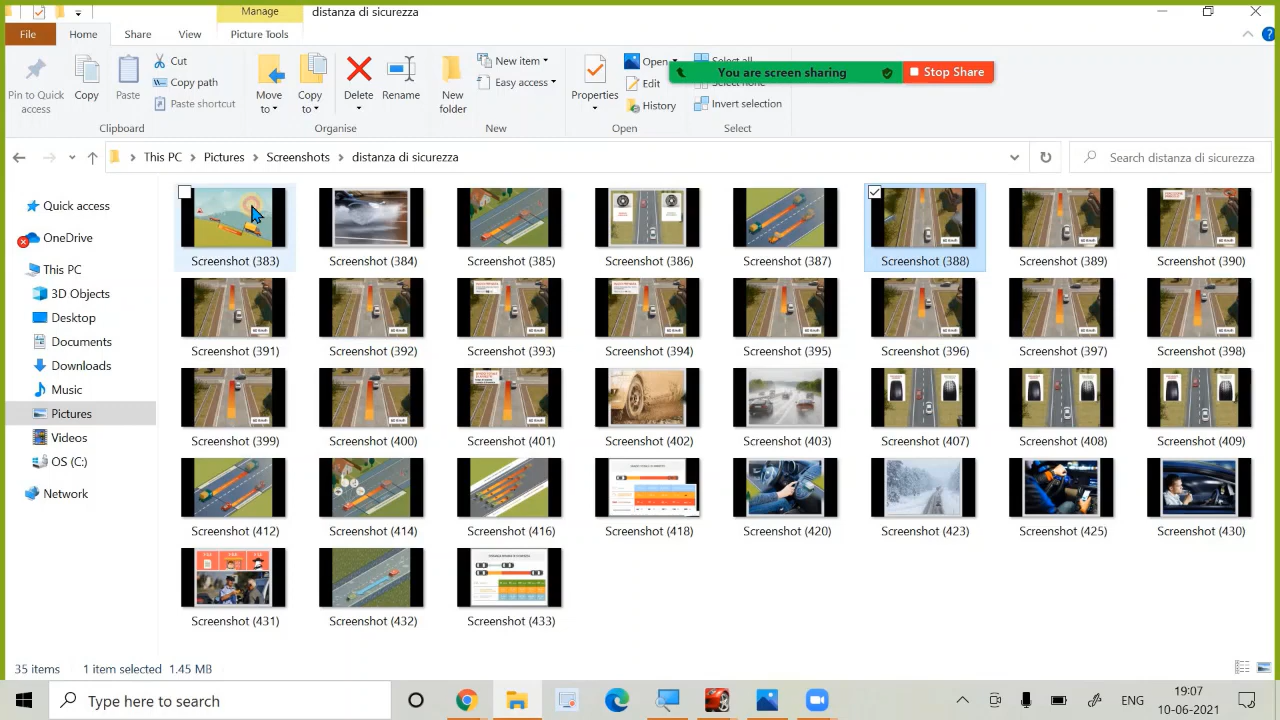 Manage
distanza di sicurezza
File
Home
Share
View
Picture Tools
Pin to Quick access
Copy
Paste
Cut
Copy path
Paste shortcut
Move to
Copy to
Delete
Rename
New folder
New item
Easy access
Properties
Open
Edit
History
Select all
Select none
Invert selection
You are screen sharing
Stop Share
Clipboard
Organise
New
Open
Select
This PC
Pictures
Screenshots
distanza di sicurezza
Search distanza di sicurezza
Quick access
OneDrive
This PC
3D Objects
Desktop
Documents
Downloads
Music
Pictures
Videos
OS (C:)
Network
Screenshot (383)
Screenshot (384)
Screenshot (385)
Screenshot (386)
Screenshot (387)
Screenshot (388)
Screenshot (389)
Screenshot (390)
Screenshot (391)
Screenshot (392)
Screenshot (393)
Screenshot (394)
Screenshot (395)
Screenshot (396)
Screenshot (397)
Screenshot (398)
Screenshot (399)
Screenshot (400)
Screenshot (401)
Screenshot (402)
Screenshot (403)
Screenshot (407)
Screenshot (408)
Screenshot (409)
Screenshot (412)
Screenshot (414)
Screenshot (416)
Screenshot (418)
Screenshot (420)
Screenshot (423)
Screenshot (425)
Screenshot (430)
Screenshot (431)
Screenshot (432)
Screenshot (433)
35 items
1 item selected 1.45 MB
Type here to search
ENG
19:07
10-06-2021